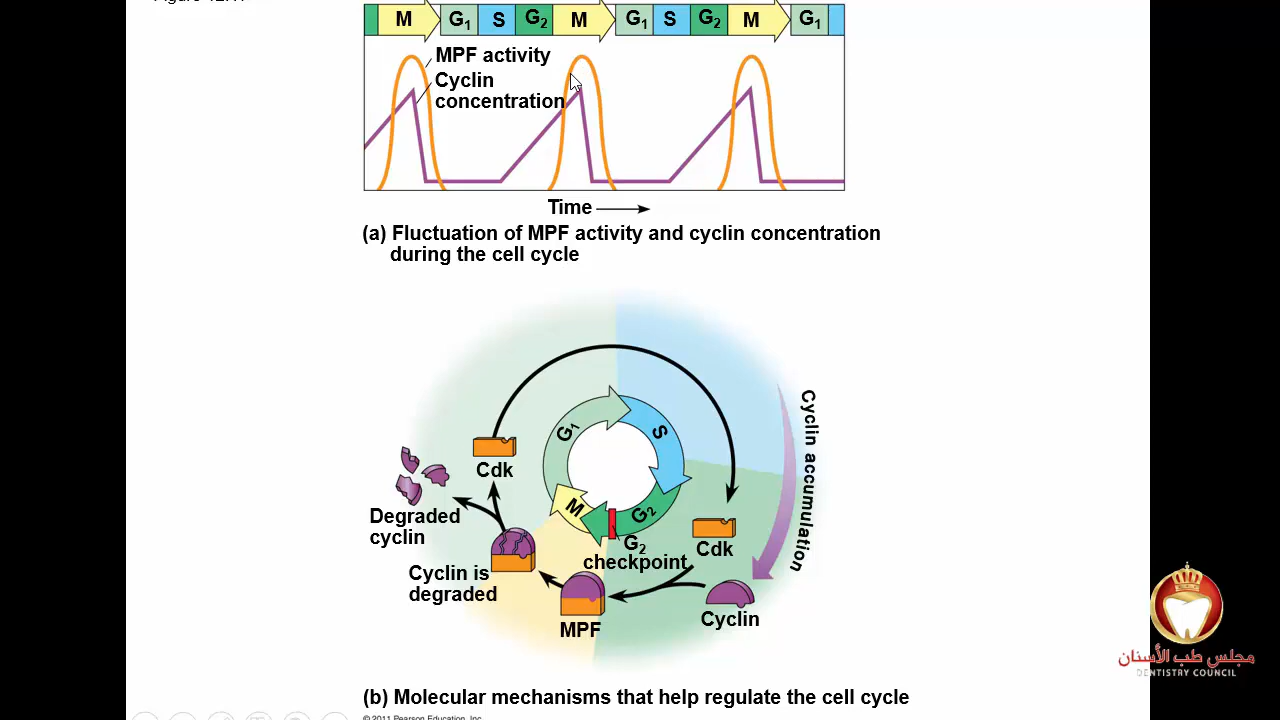 M G₁ S G₂ M G₁ S G₂ M G₁
MPF activity
Cyclin
concentration
Time
(a) Fluctuation of MPF activity and cyclin concentration
during the cell cycle
G₁
S
G₂
M
Cyclin accumulation
Cdk
Degraded
cyclin
Cyclin is
degraded
G₂
checkpoint
Cdk
MPF
Cyclin
(b) Molecular mechanisms that help regulate the cell cycle
© 2011 Pearson Education, Inc.
مجلس طب الأسنان
DENTISTRY COUNCIL